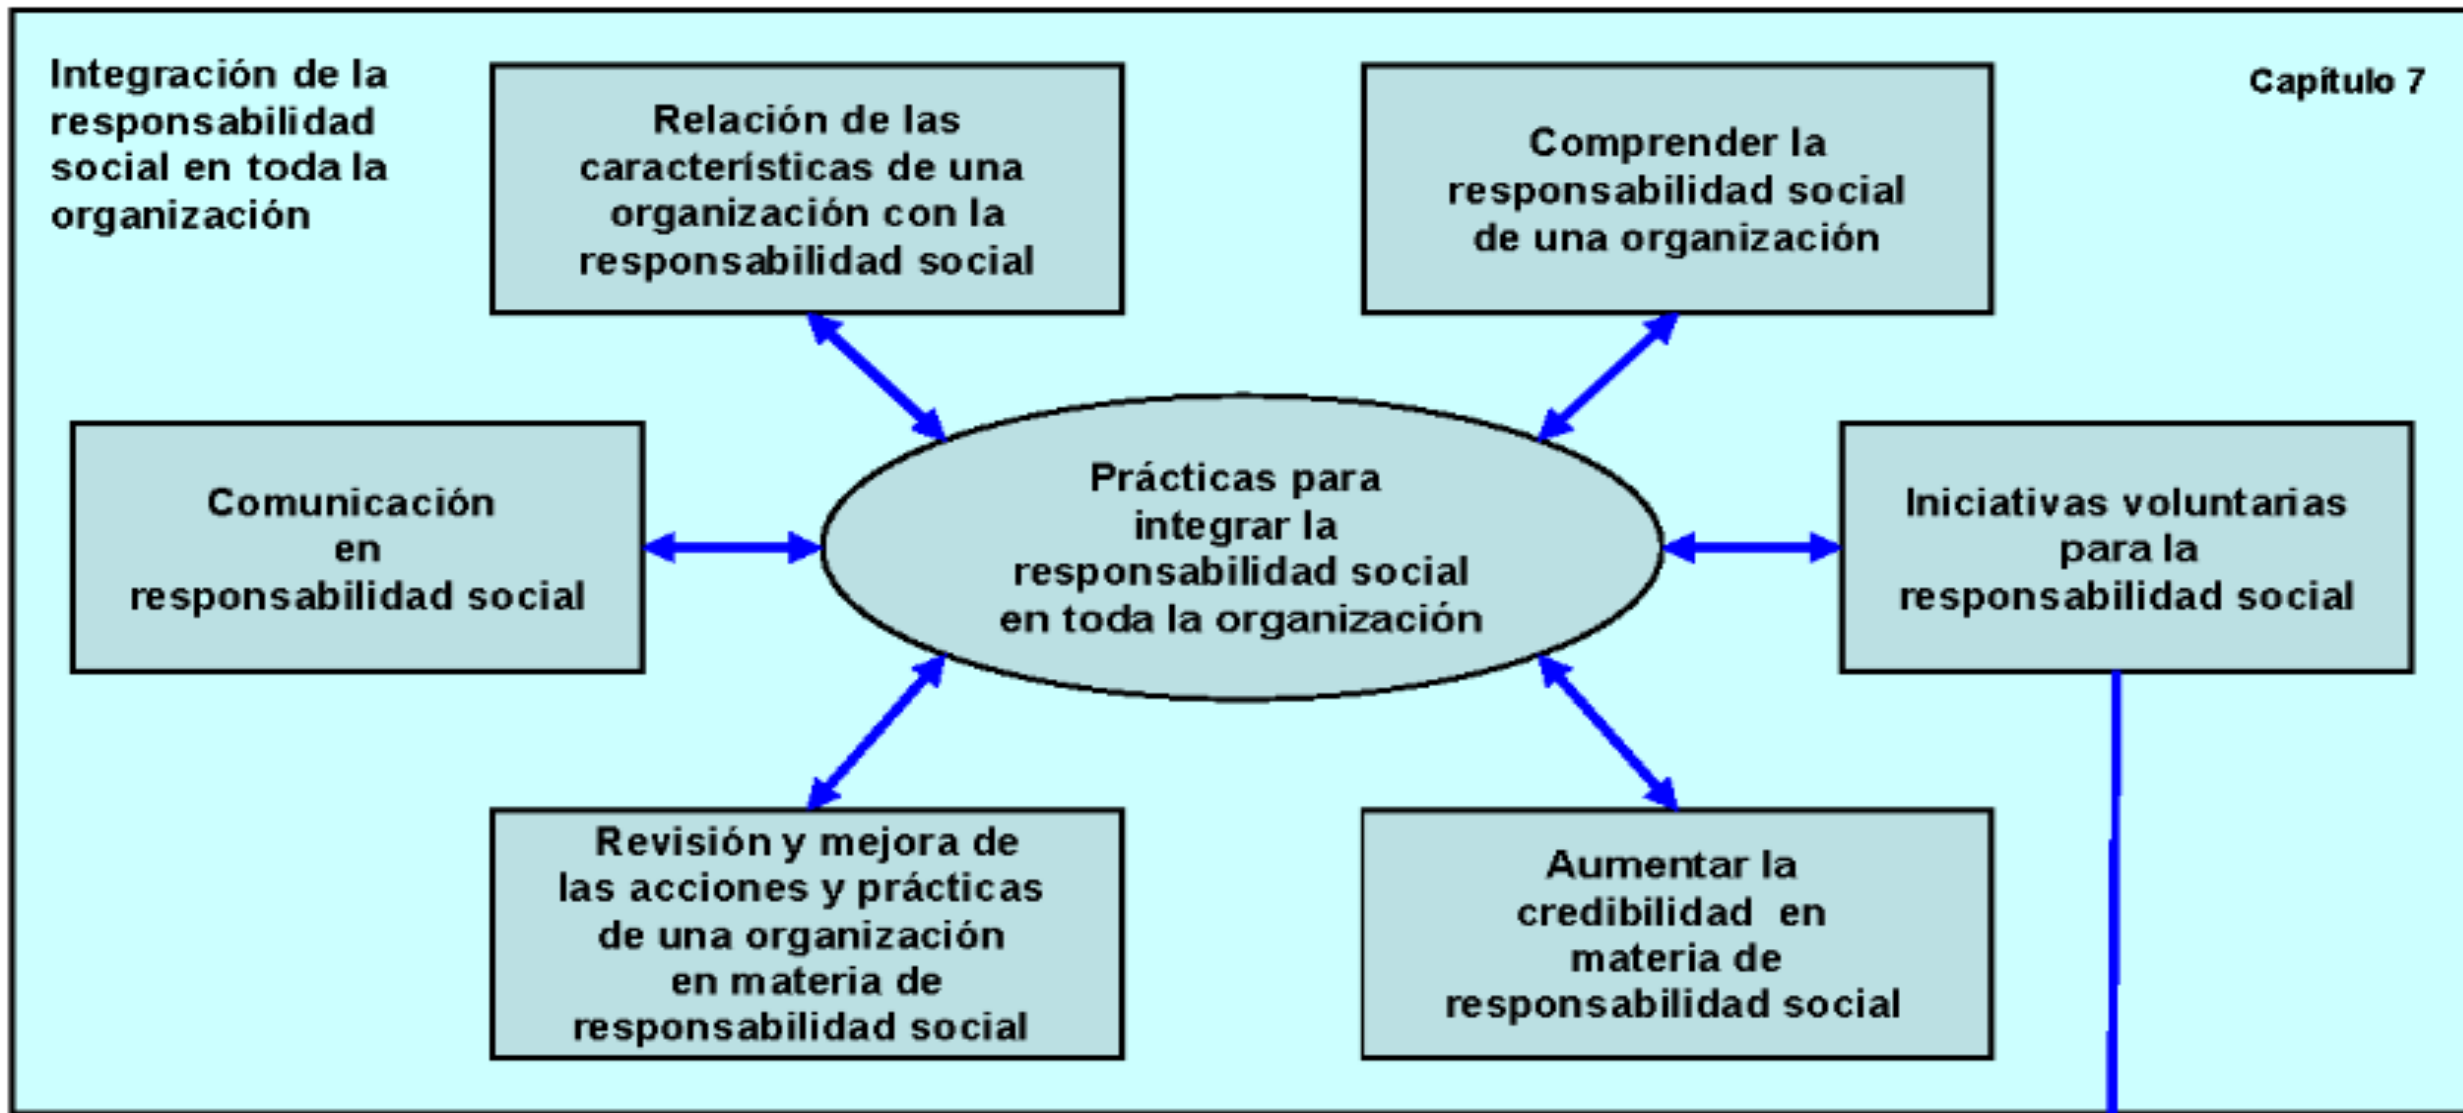 Integración de la
responsabilidad
social en toda la
organización
Relación de las
características de una
organización con la
responsabilidad social
Comprender la
responsabilidad social
de una organización
Capítulo 7
Comunicación
en
responsabilidad social
Prácticas para
integrar la
responsabilidad social
en toda la organización
Iniciativas voluntarias
para la
responsabilidad social
Revisión y mejora de
las acciones y prácticas
de una organización
en materia de
responsabilidad social
Aumentar la
credibilidad en
materia de
responsabilidad social